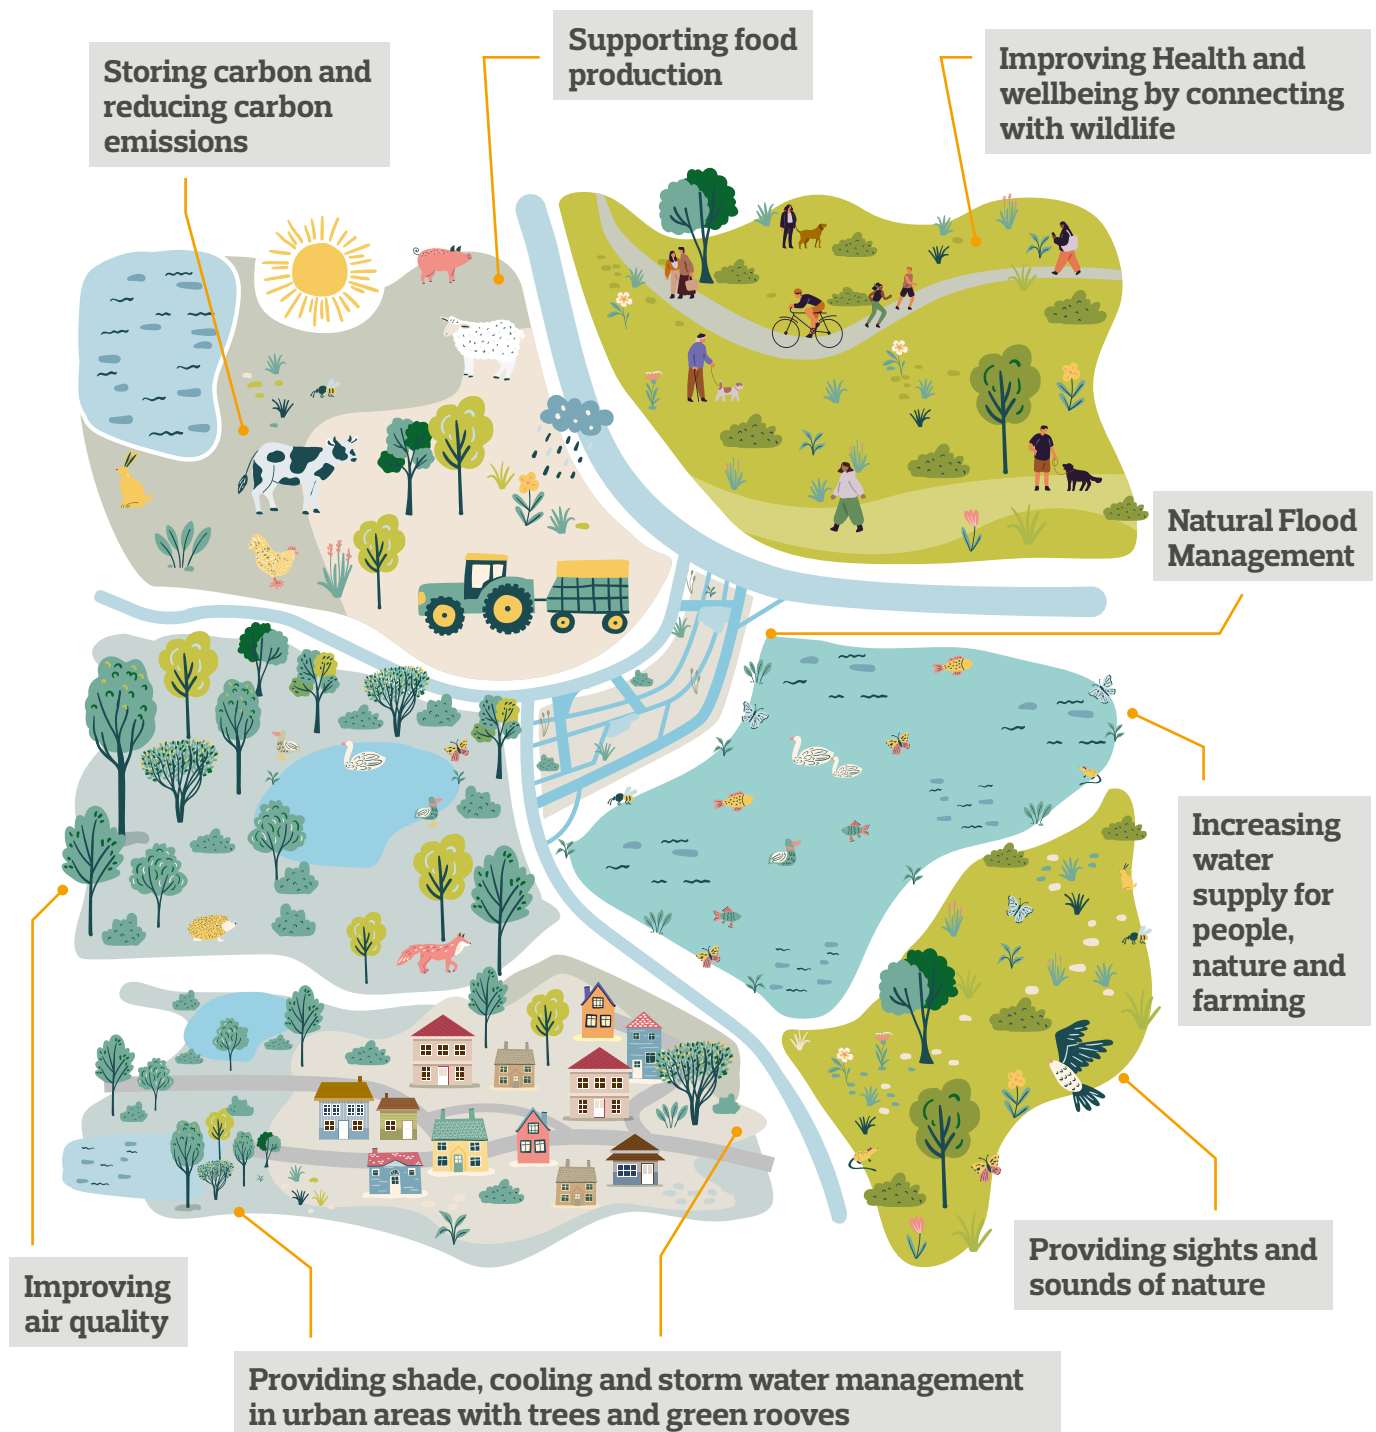 Supporting food
production
Storing carbon and
reducing carbon
emissions
Improving Health and
wellbeing by connecting
with wildlife
Natural Flood
Management
Increasing
water
supply for
people,
nature and
farming
Providing sights and
sounds of nature
Improving
air quality
Providing shade, cooling and storm water management
in urban areas with trees and green rooves